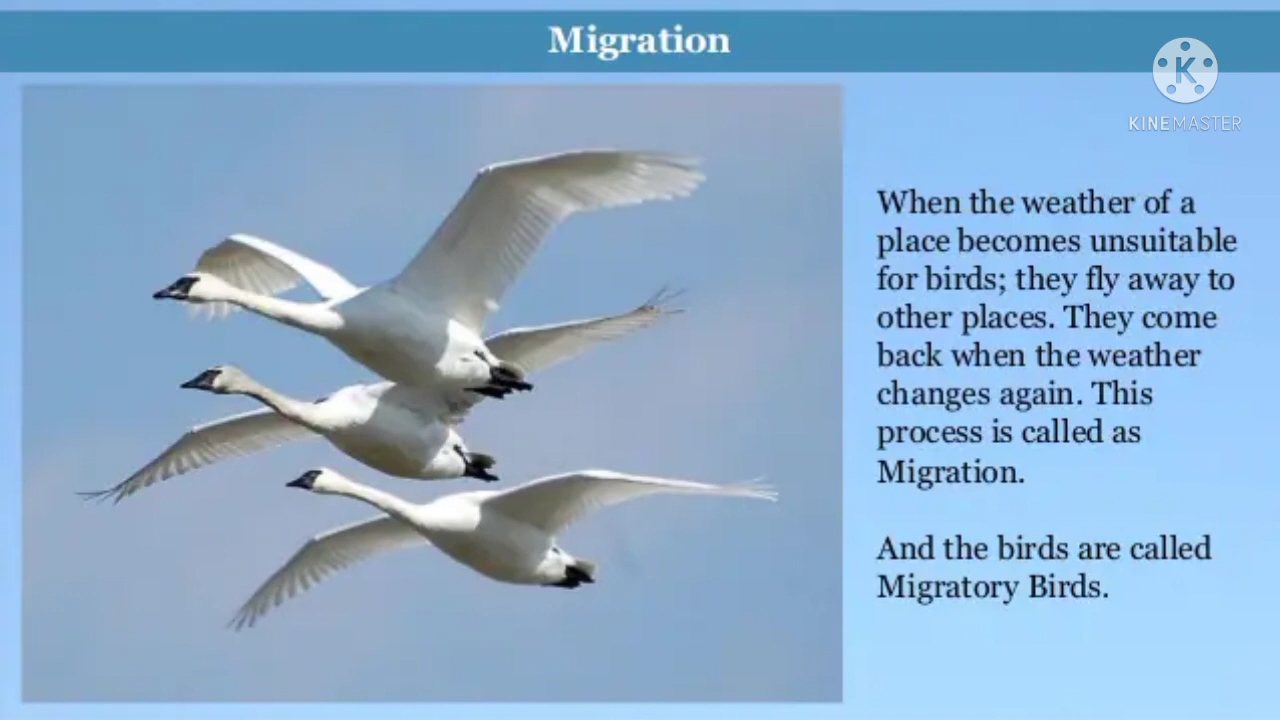 Migration
K
KINEMASTER
When the weather of a
place becomes unsuitable
for birds; they fly away to
other places. They come
back when the weather
changes again. This
process is called as
Migration.
And the birds are called
Migratory Birds.